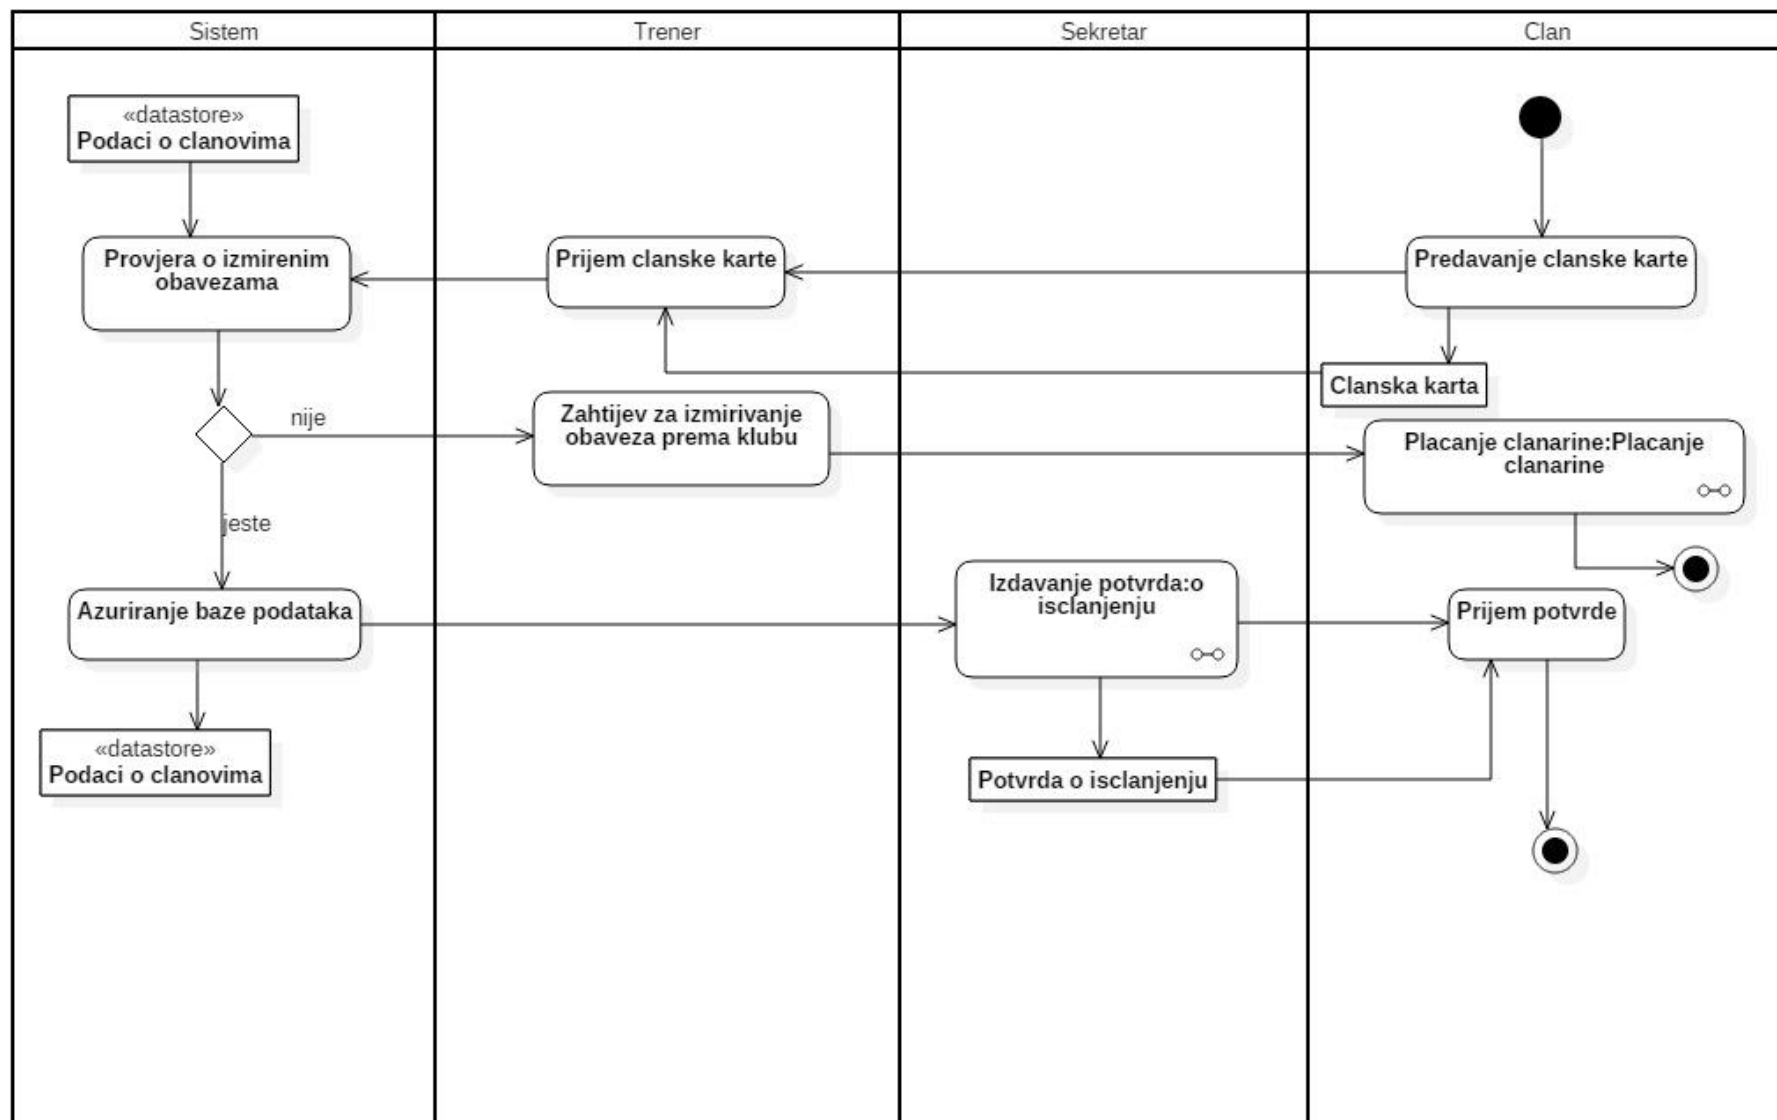 Sistem
Trener
Sekretar
Clan
«datastore»
Podaci o clanovima
Provjera o izmirenim
obavezama
Prijem clanske karte
Predavanje clanske karte
Clanska karta
nije
Zahtijev za izmirivanje
obaveza prema klubu
Placanje clanarine:Placanje
clanarine
jeste
Azuriranje baze podataka
Izdavanje potvrda:o
isclanjenju
Prijem potvrde
«datastore»
Podaci o clanovima
Potvrda o isclanjenju